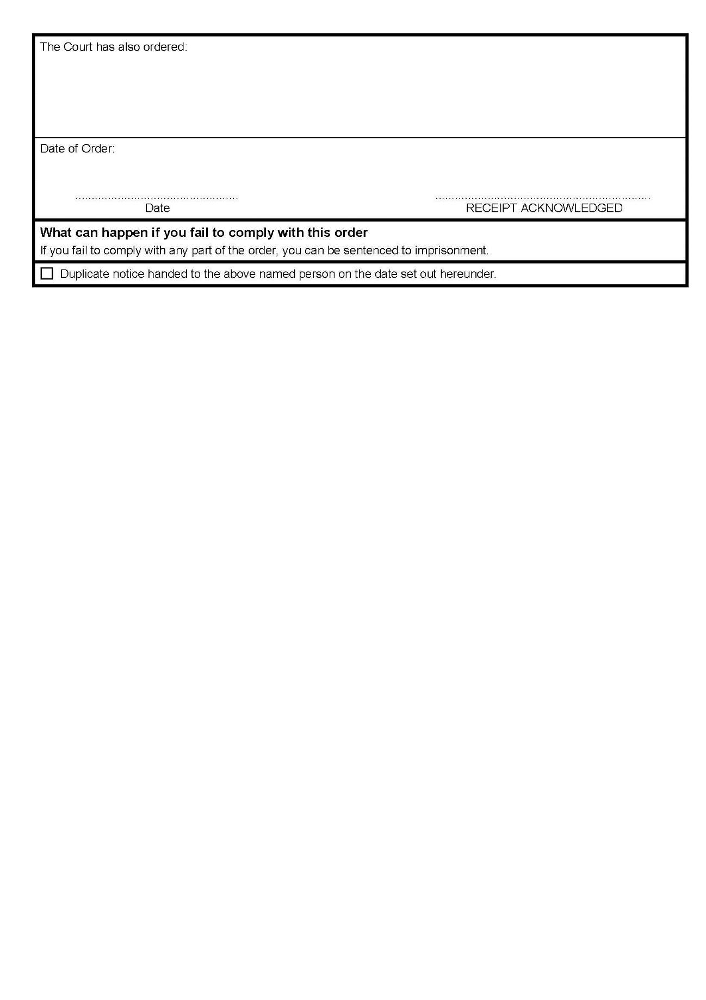 The Court has also ordered:
Date of Order:
.................................................. ..................................................................
Date RECEIPT ACKNOWLEDGED
What can happen if you fail to comply with this order
If you fail to comply with any part of the order, you can be sentenced to imprisonment.
☐ Duplicate notice handed to the above named person on the date set out hereunder.